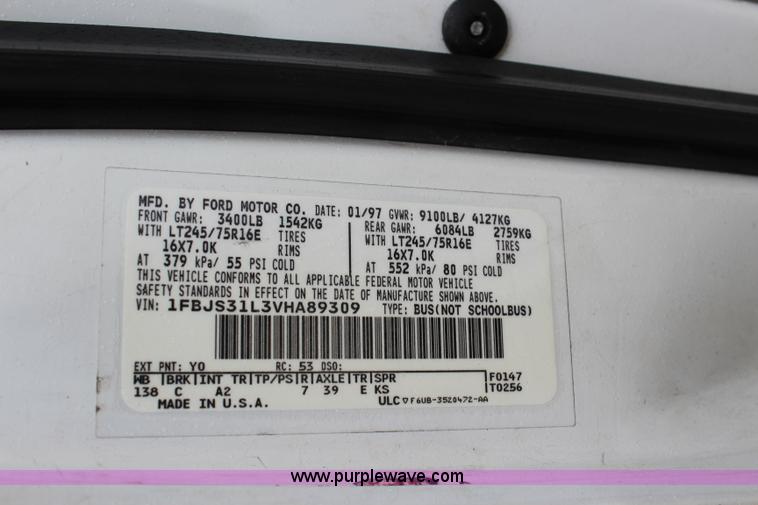 MFD. BY FORD MOTOR CO. DATE: 01/97 GVWR: 9100LB/ 4127KG
FRONT GAWR: 3400LB 1542KG REAR GAWR: 6084LB 2759KG
WITH LT245/75R16E TIRES WITH LT245/75R16E TIRES
16X7.0K RIMS 16X7.0K RIMS
AT 379 kPa/ 55 PSI COLD AT 552 kPa/ 80 PSI COLD
THIS VEHICLE CONFORMS TO ALL APPLICABLE FEDERAL MOTOR VEHICLE
SAFETY STANDARDS IN EFFECT ON THE DATE OF MANUFACTURE SHOWN ABOVE.
VIN: 1FBJS31L3VHA89309 TYPE: BUS(NOT SCHOOLBUS)
EXT PNT: YO RC: 53 DSO:
WB |BRK|INT TR|TP/PS|R|AXLE|TR|SPR F0147
138 C A2 7 39 E KS T0256
MADE IN U.S.A. ULC ▽F6UB-3520472-AA
www.purplewave.com